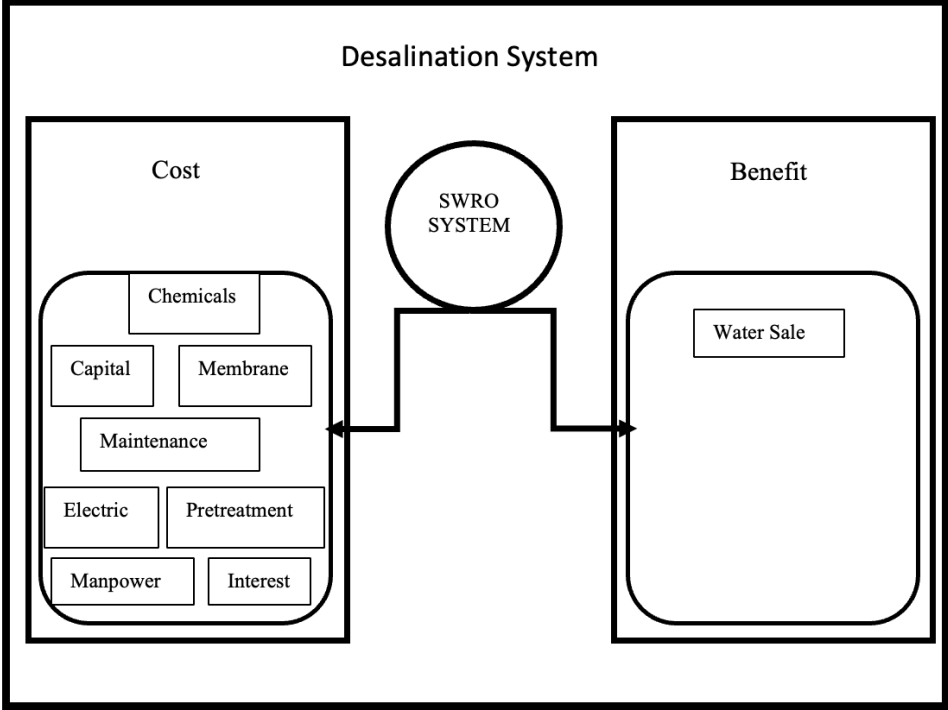 Desalination System
Cost
SWRO
SYSTEM
Benefit
Chemicals
Capital
Membrane
Maintenance
Electric
Pretreatment
Manpower
Interest
Water Sale